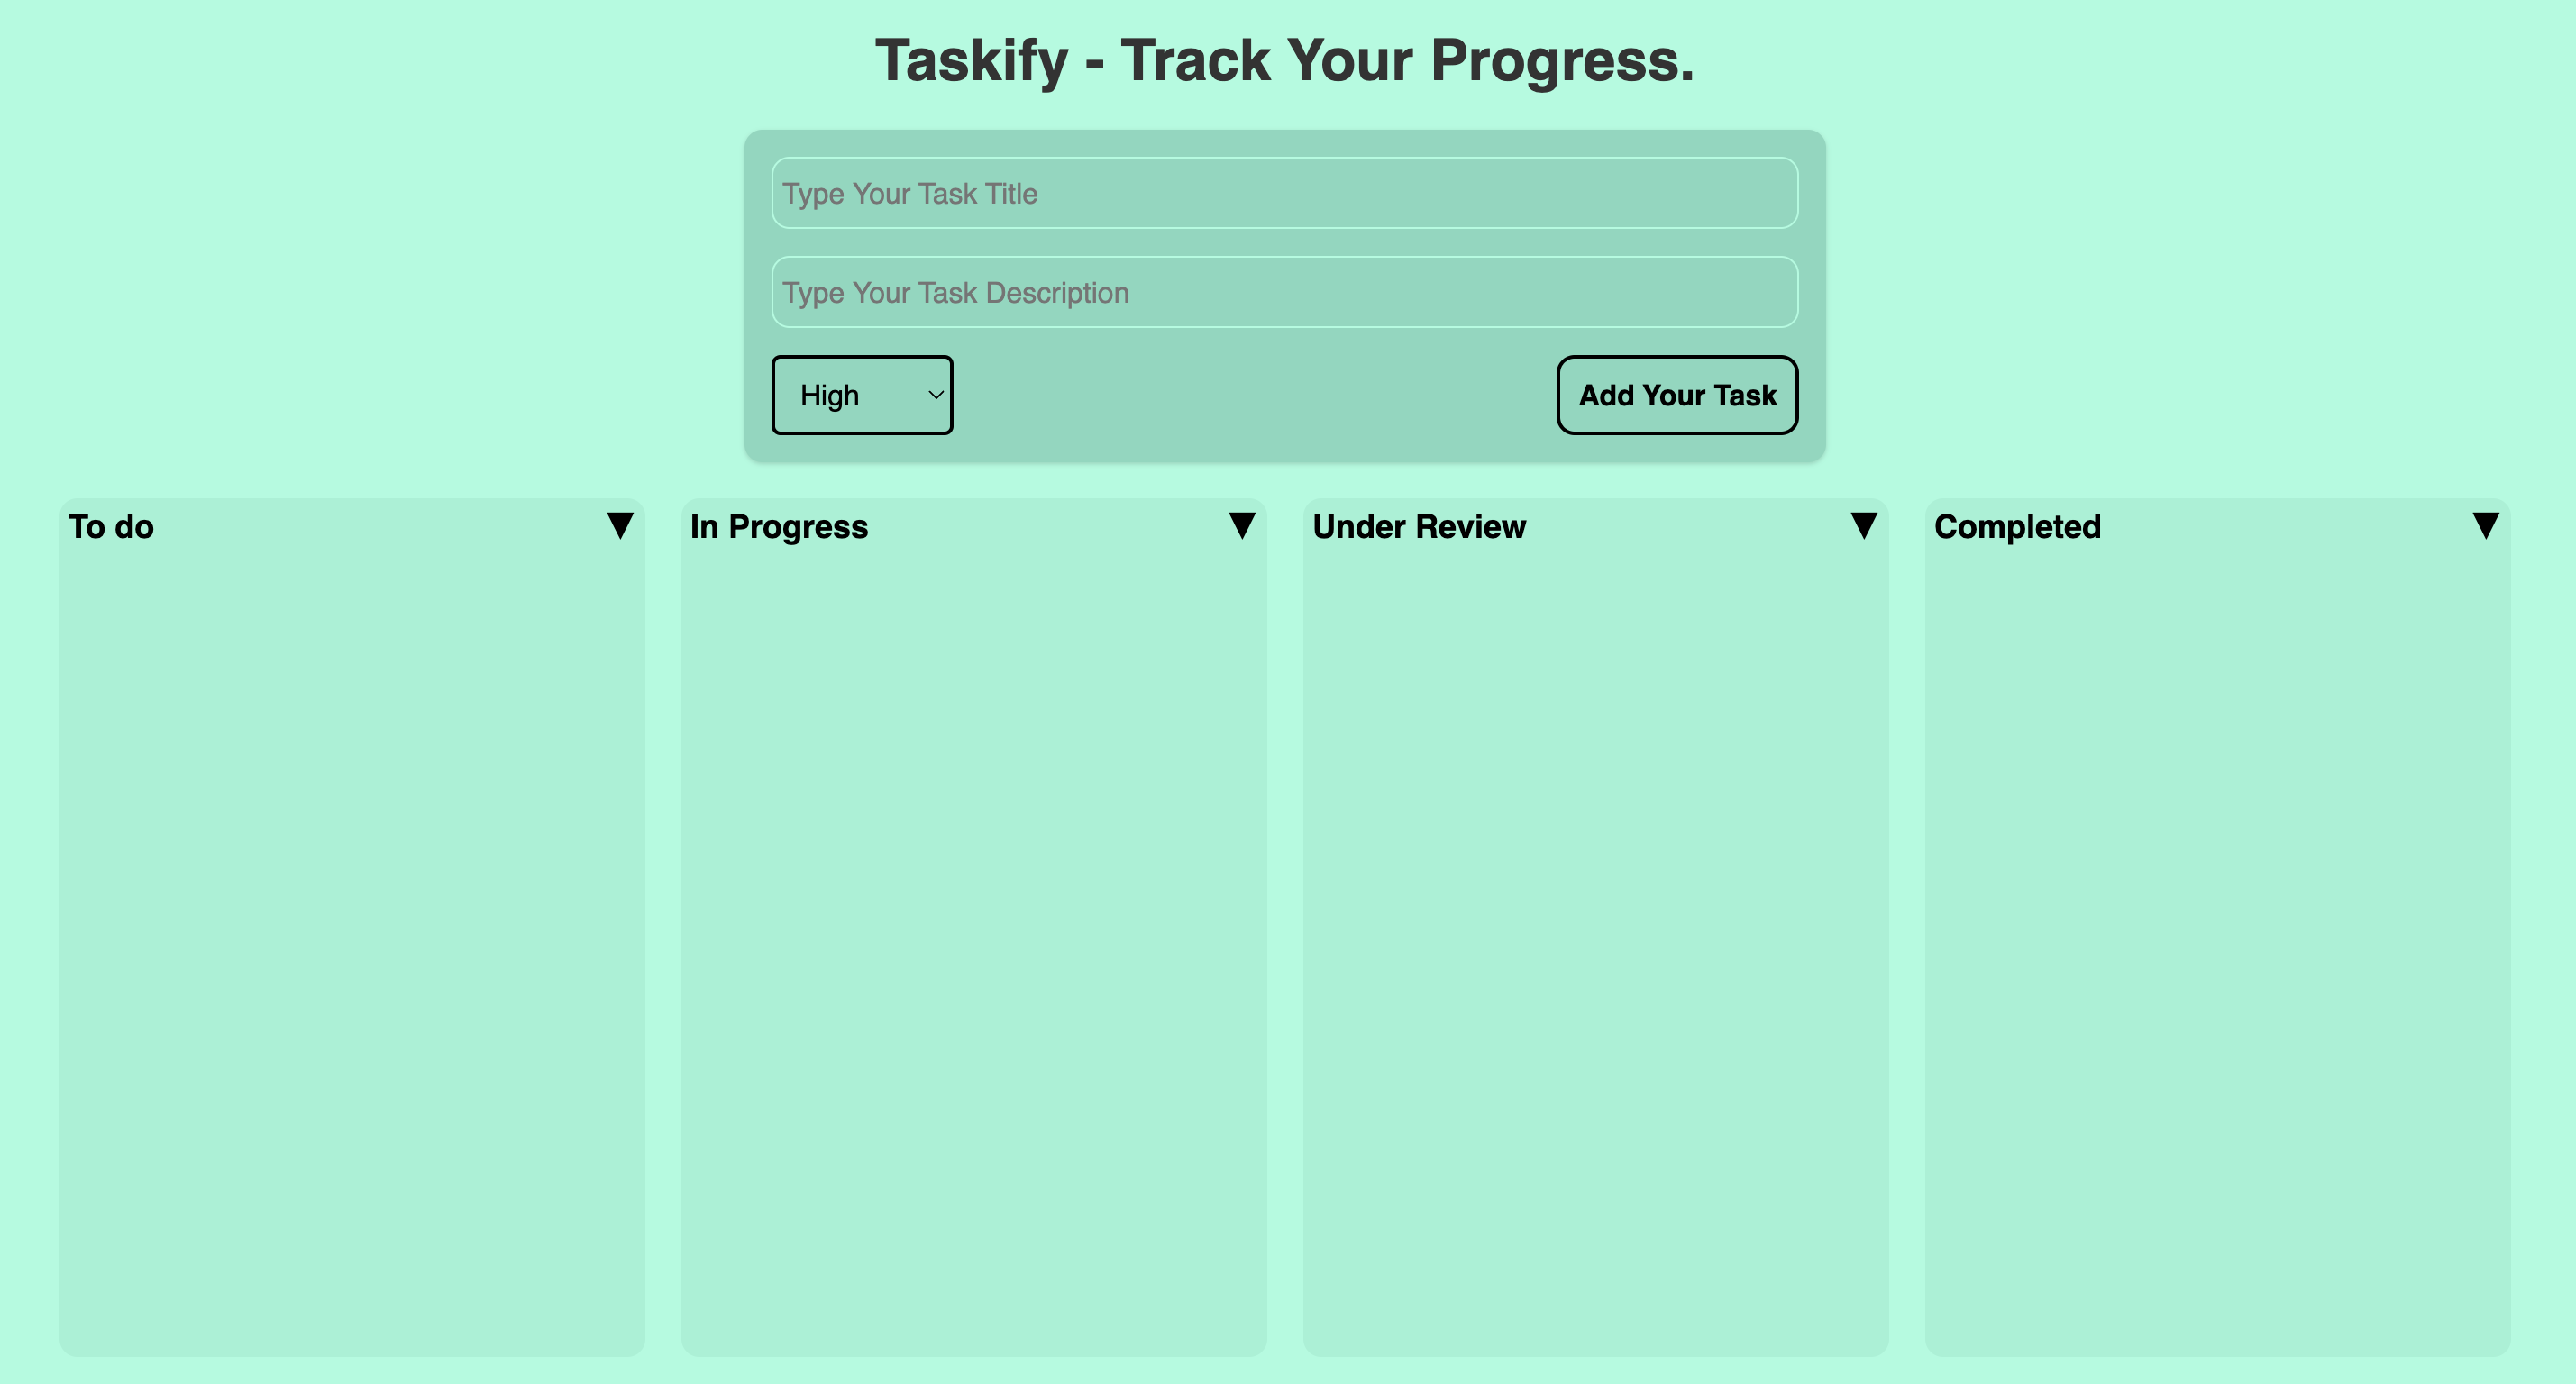 Taskify - Track Your Progress.
Type Your Task Title
Type Your Task Description
High
Add Your Task
To do
In Progress
Under Review
Completed